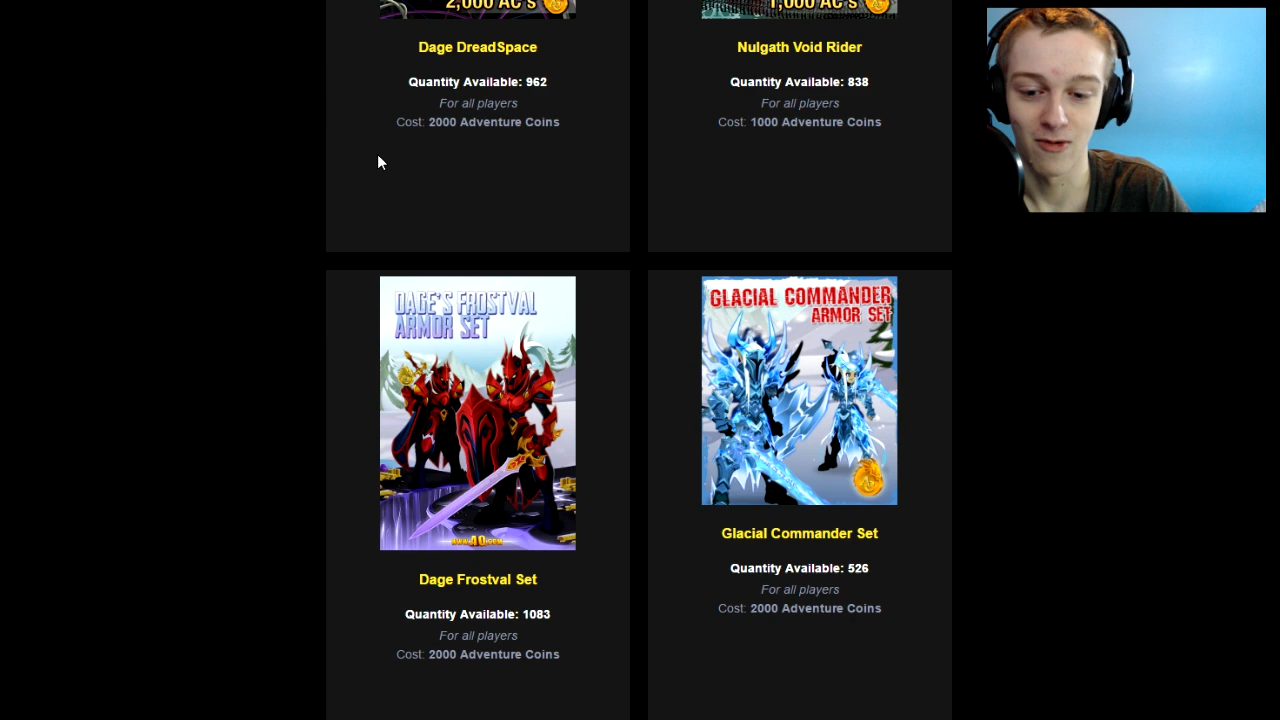 2,000 AC's
1,000 AC's
Dage DreadSpace
Nulgath Void Rider
Quantity Available: 962
Quantity Available: 838
For all players
For all players
Cost: 2000 Adventure Coins
Cost: 1000 Adventure Coins
DAGE'S FROSTVAL
ARMOR SET
GLACIAL COMMANDER
ARMOR SET
WWW.AQ.COM
Glacial Commander Set
Quantity Available: 526
For all players
Cost: 2000 Adventure Coins
Dage Frostval Set
Quantity Available: 1083
For all players
Cost: 2000 Adventure Coins